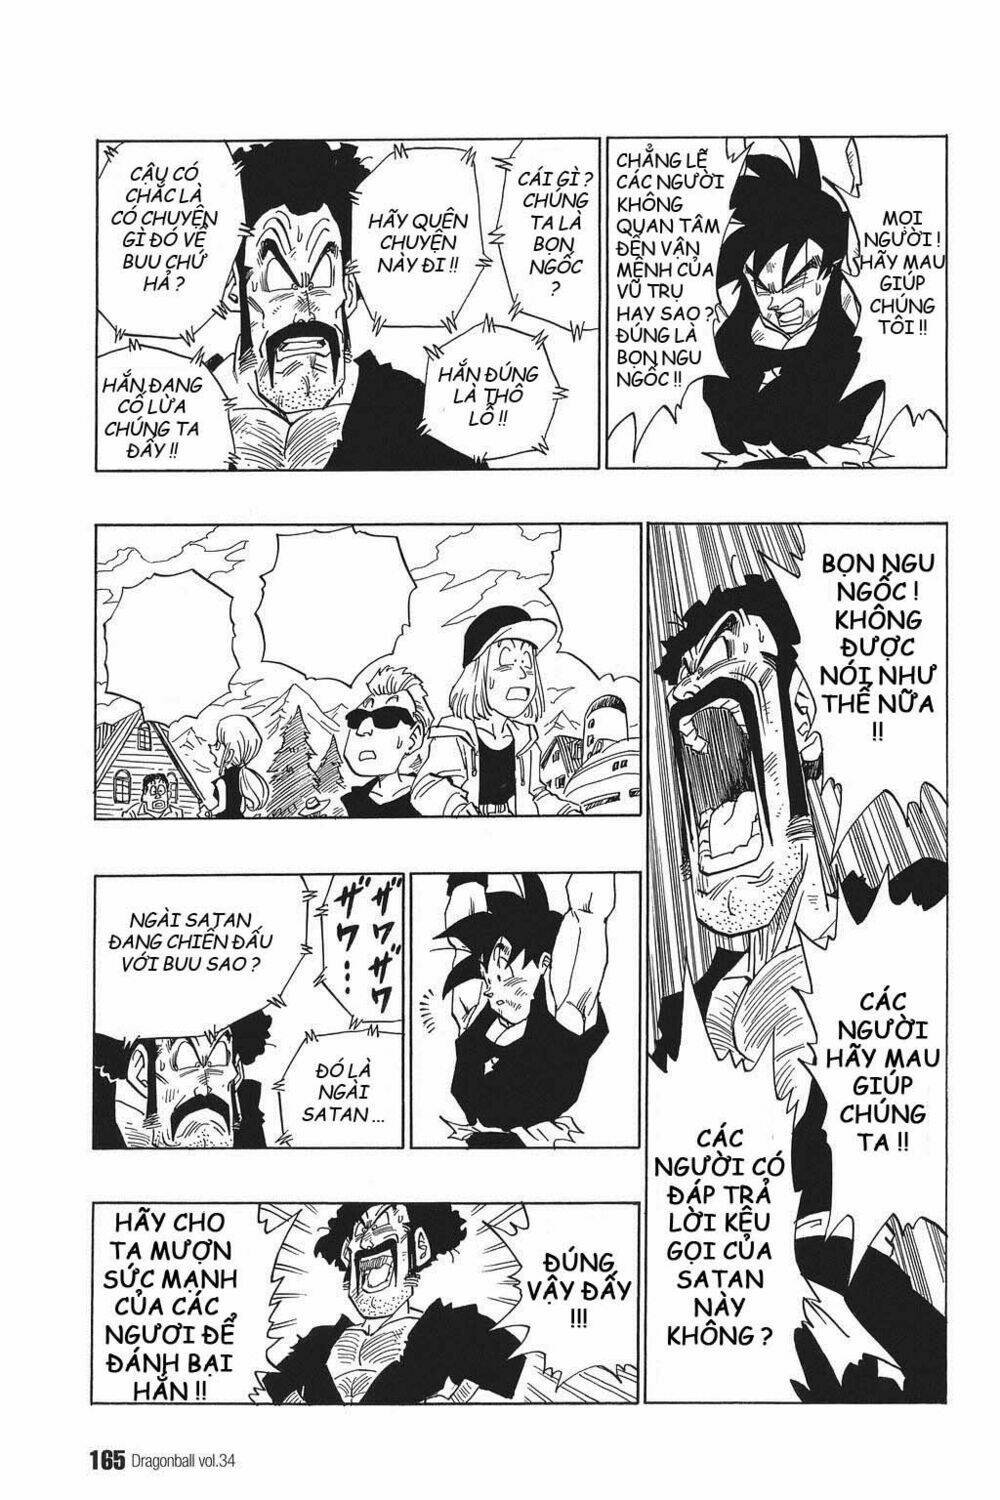 MỌI
NGƯỜI !
HÃY MAU
GIÚP
CHÚNG
TÔI !!
CHẲNG LẼ
CÁC NGƯỜI
KHÔNG
QUAN TÂM
ĐẾN VẬN
MỆNH CỦA
VŨ TRỤ
HAY SAO ?
ĐÚNG LÀ
BỌN NGU
NGỐC !!
CÁI GÌ ?
CHÚNG
TA LÀ
BỌN
NGỐC
?
HÃY QUÊN
CHUYỆN
NÀY ĐI !!
HẮN ĐÚNG
LÀ THÔ
LỖ !!
CẬU CÓ
CHẮC LÀ
CÓ CHUYỆN
GÌ ĐÓ VỀ
BUU CHỨ
HẢ ?
HẮN ĐANG
CỐ LỪA
CHÚNG TA
ĐẤY !!
BỌN NGU
NGỐC !
KHÔNG
ĐƯỢC
NÓI NHƯ
THẾ NỮA
!!
CÁC
NGƯỜI
HÃY MAU
GIÚP
CHÚNG
TA !!
CÁC
NGƯỜI CÓ
ĐÁP TRẢ
LỜI KÊU
GỌI CỦA
SATAN
NÀY
KHÔNG ?
ザワザワ
ザワ…
NGÀI SATAN
ĐANG CHIẾN ĐẤU
VỚI BUU SAO ?
ĐÓ LÀ
NGÀI
SATAN ...
ĐÚNG
VẬY ĐẤY
!!!
HÃY CHO
TA MƯỢN
SỨC MẠNH
CỦA CÁC
NGƯƠI ĐỂ
ĐÁNH BẠI
HẮN !!
165 Dragonball vol.34